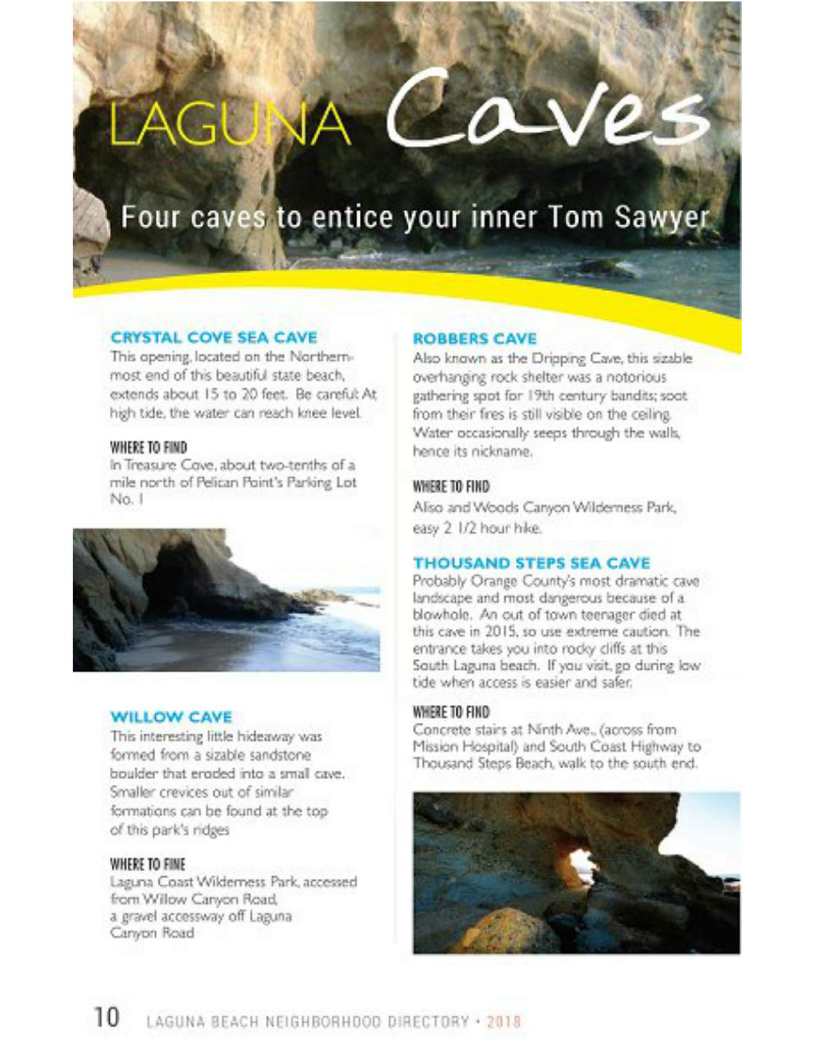 LAGUNA Caves
Four caves to entice your inner Tom Sawyer
CRYSTAL COVE SEA CAVE
This opening, located on the Northern-
most end of this beautiful state beach,
extends about 15 to 20 feet. Be careful: At
high tide, the water can reach knee level.
WHERE TO FIND
In Treasure Cove, about two-tenths of a
mile north of Pelican Point's Parking Lot
No. 1
WILLOW CAVE
This interesting little hideaway was
formed from a sizable sandstone
boulder that eroded into a small cave.
Smaller crevices out of similar
formations can be found at the top
of this park's ridges
WHERE TO FINE
Laguna Coast Wilderness Park, accessed
from Willow Canyon Road,
a gravel accessway off Laguna
Canyon Road
ROBBERS CAVE
Also known as the Dripping Cave, this sizable
overhanging rock shelter was a notorious
gathering spot for 19th century bandits; soot
from their fires is still visible on the ceiling.
Water occasionally seeps through the walls,
hence its nickname.
WHERE TO FIND
Aliso and Woods Canyon Wilderness Park,
easy 2 1/2 hour hike.
THOUSAND STEPS SEA CAVE
Probably Orange County's most dramatic cave
landscape and most dangerous because of a
blowhole. An out of town teenager died at
this cave in 2015, so use extreme caution. The
entrance takes you into rocky cliffs at this
South Laguna beach. If you visit, go during low
tide when access is easier and safer.
WHERE TO FIND
Concrete stairs at Ninth Ave., (across from
Mission Hospital) and South Coast Highway to
Thousand Steps Beach, walk to the south end.
10 LAGUNA BEACH NEIGHBORHOOD DIRECTORY • 2018